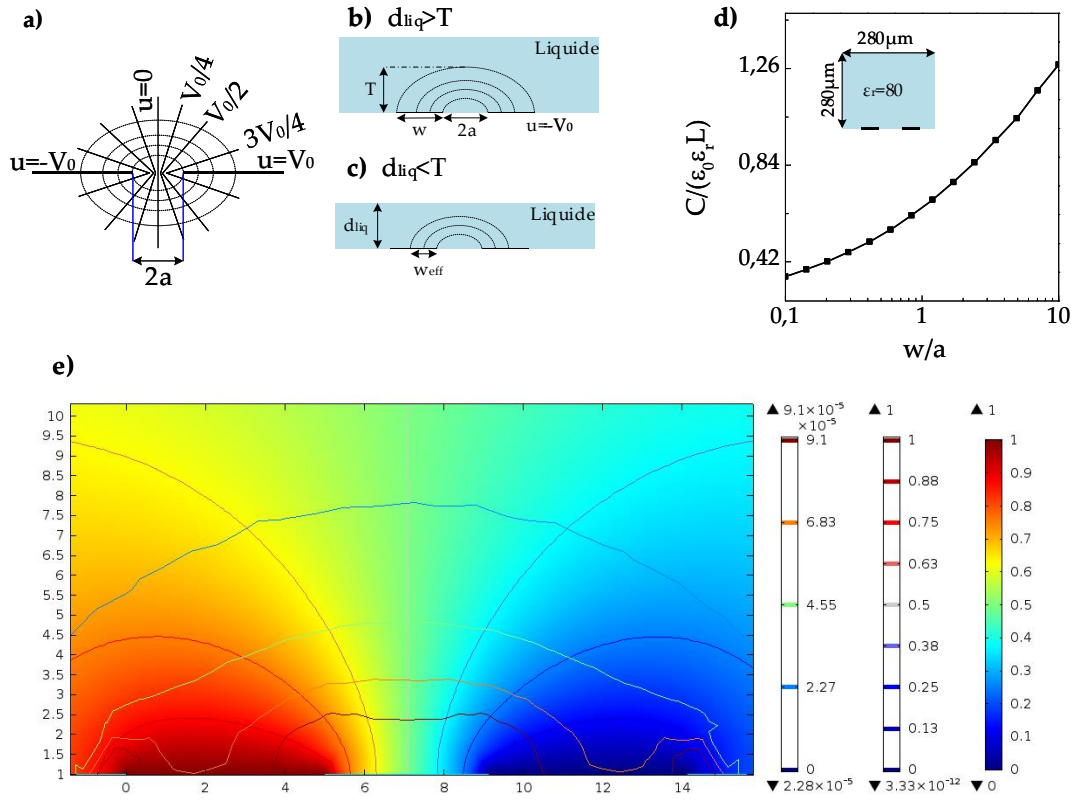 a)
u=0
V₀/4
V₀/2
3V₀/4
u=-V₀
u=V₀
2a
b) dliq>T
Liquide
T
w
2a
u=-V₀
c) dliq<T
Liquide
dliq
weff
d)
C/(ε₀εᵣL)
1,26
0,84
0,42
0,1
1
10
w/a
280µm
280µm
εᵣ=80
e)
10
9.5
9
8.5
8
7.5
7
6.5
6
5.5
5
4.5
4
3.5
3
2.5
2
1.5
1
0 2 4 6 8 10 12 14
▲ 9.1×10⁻⁵
×10⁻⁵
9.1
6.83
4.55
2.27
0
▼ 2.28×10⁻⁵
▲ 1
1
0.88
0.75
0.63
0.5
0.38
0.25
0.13
0
▼ 3.33×10⁻¹²
▲ 1
1
0.9
0.8
0.7
0.6
0.5
0.4
0.3
0.2
0.1
0
▼ 0